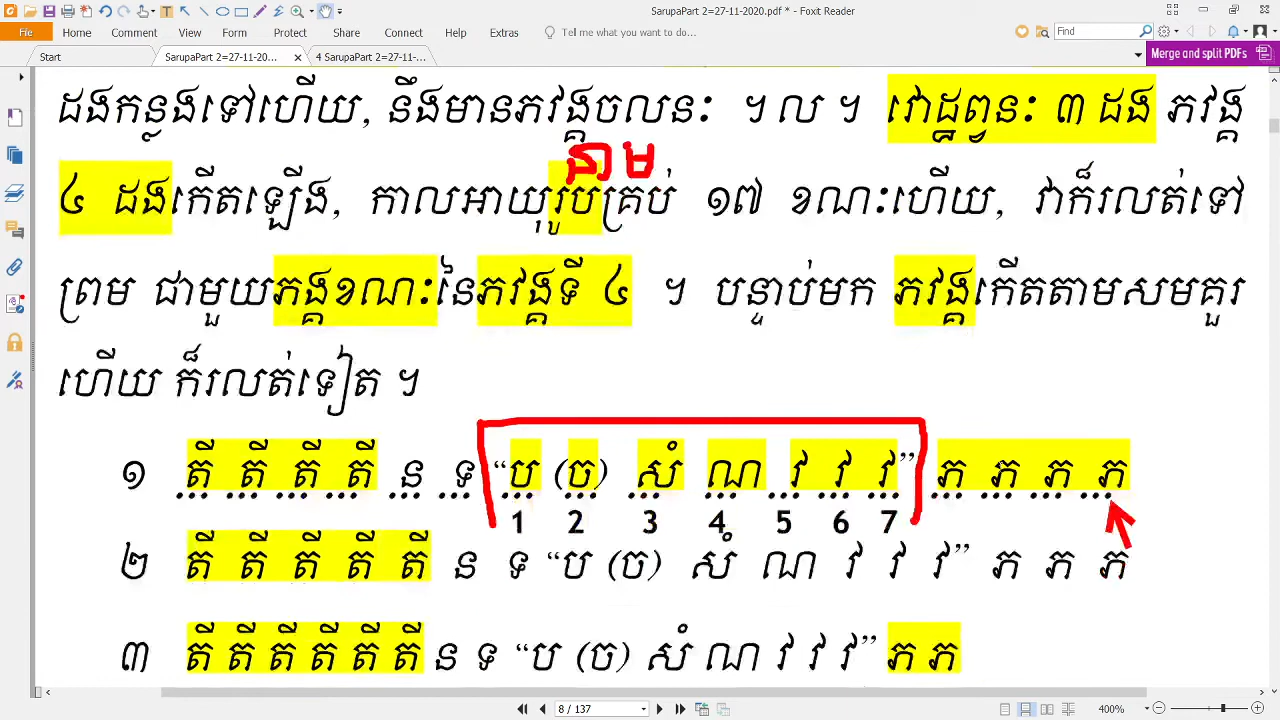 SarupaPart 2=27-11-2020.pdf * - Foxit Reader
File Home Comment View Form Protect Connect Help Extras Tell me what you want to do... Find
Start SarupaPart 2=27-11-20... 4 SarupaPart 2=27-11-... Merge and split PDFs
ដងកន្លងទៅហើយ, នឹងមានភវង្គចលនៈ ។ ល ។ វោដ្ឋព្វនៈ ៣ ដង ភវង្គ
នាម
៤ ដងកើតឡើង, កាលអាយុរូបគ្រប់ ១៧ ខណៈហើយ, វាក៏រលត់ទៅ
ព្រម ជាមួយភង្គខណៈនៃភវង្គទី ៤ ។ បន្ទាប់មក ភវង្គកើតតាមសមគួរ
ហើយ ក៏រលត់ទៀត ។
១ តី តី តី តី ន ទ “ប (ច) សំ ណ វ វ វ” ភ ភ ភ ភ
1 2 3 4 5 6 7
២ តី តី តី តី តី ន ទ “ប (ច) សំ ណ វ វ វ” ភ ភ ភ
៣ តី តី តី តី តី តី ន ទ “ប (ច) សំ ណ វ វ វ” ភ ភ
8 / 137 400%